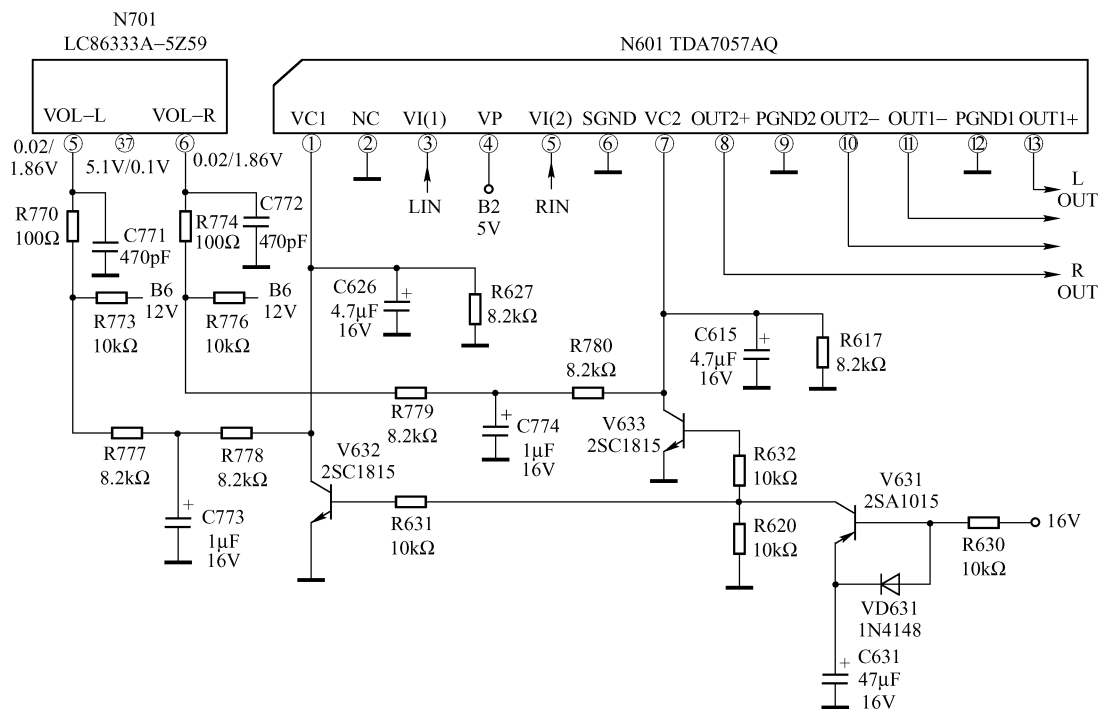 N701
LC86333A-5Z59
N601 TDA7057AQ
VOL-L
VOL-R
VC1
NC
VI(1)
VP
VI(2)
SGND
VC2
OUT2+
PGND2
OUT2-
OUT1-
PGND1
OUT1+
⑤
㊲
⑥
①
②
③
④
⑤
⑥
⑦
⑧
⑨
⑩
⑪
⑫
⑬
0.02/
1.86V
5.1V/0.1V
0.02/1.86V
LIN
B2
5V
RIN
L
OUT
R
OUT
R770
100Ω
C771
470pF
R774
100Ω
C772
470pF
B6
12V
R773
10kΩ
B6
12V
R776
10kΩ
C626
4.7μF
16V
+
R627
8.2kΩ
C615
4.7μF
16V
+
R617
8.2kΩ
R780
8.2kΩ
R779
8.2kΩ
+
C774
1μF
16V
V633
2SC1815
R777
8.2kΩ
R778
8.2kΩ
V632
2SC1815
+
C773
1μF
16V
R631
10kΩ
R632
10kΩ
R620
10kΩ
V631
2SA1015
R630
10kΩ
16V
VD631
1N4148
+
C631
47μF
16V